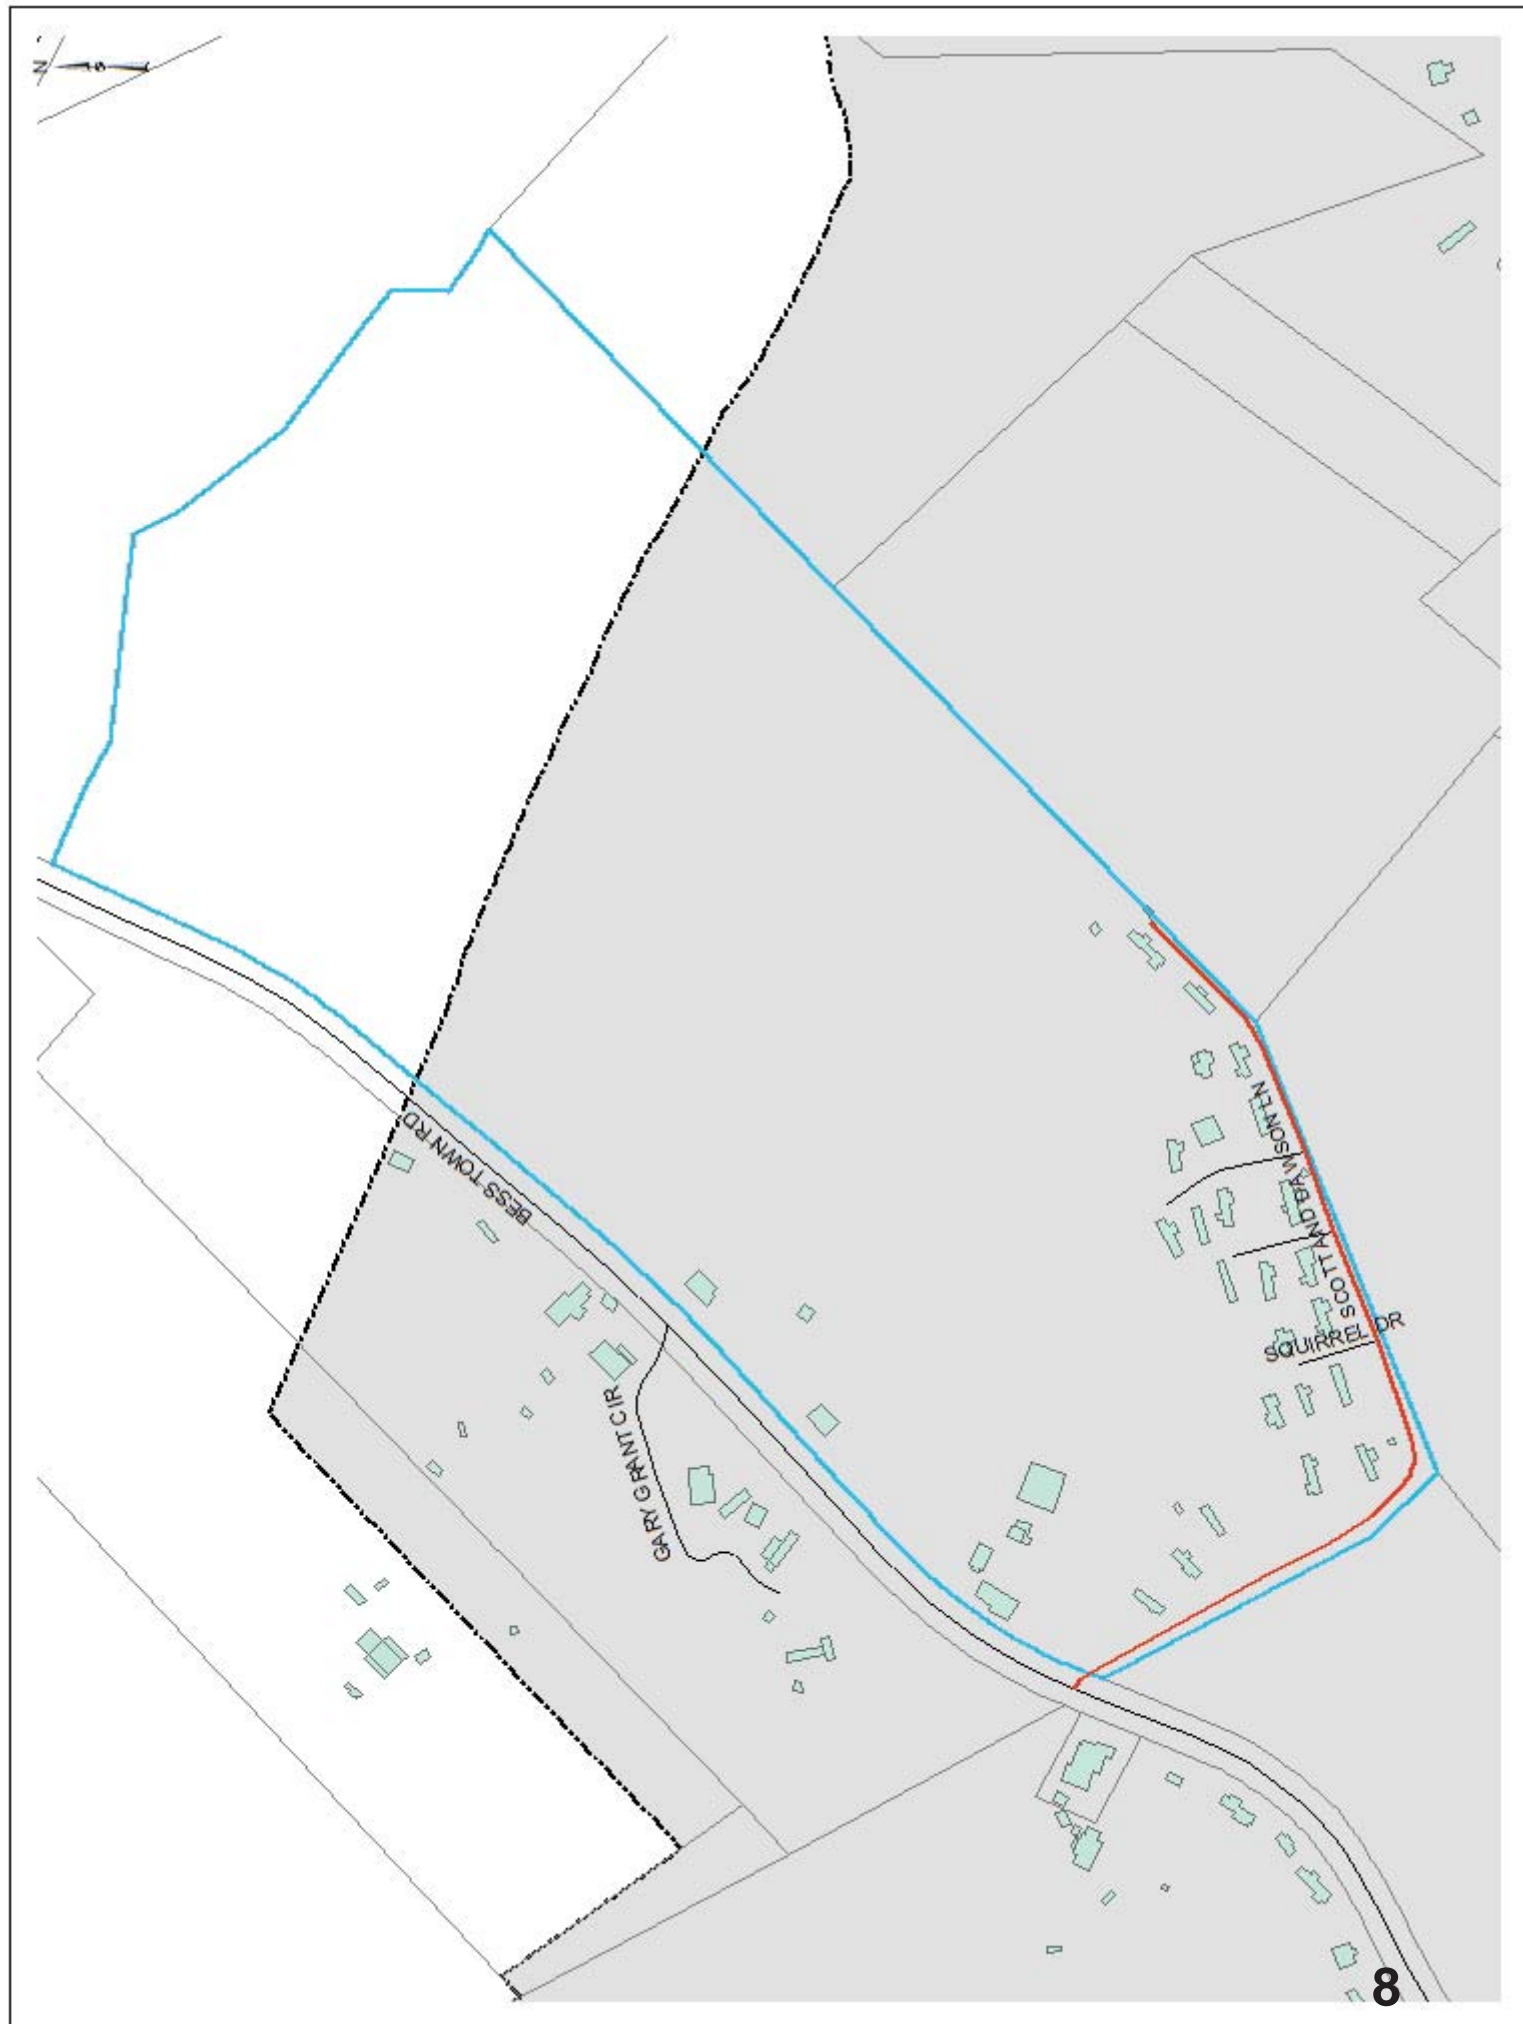 N
BESS TOWN RD
GARY GRANT CIR
SCOTT AND DAWSON LN
SQUIRREL DR
8